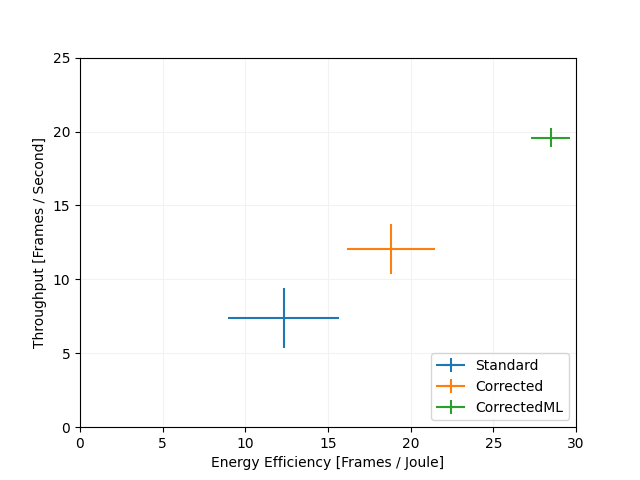 25
20
15
10
5
0
Throughput [Frames / Second]
0 5 10 15 20 25 30
Energy Efficiency [Frames / Joule]
Standard
Corrected
CorrectedML